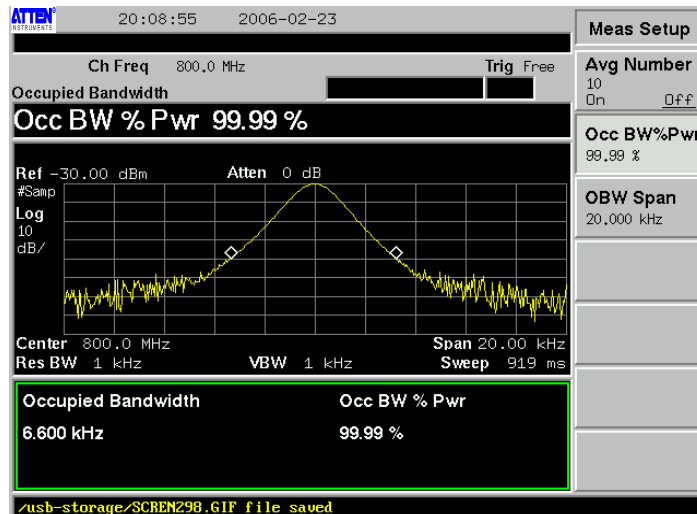 ATTEN INSTRUMENTS 20:08:55 2006-02-23
Ch Freq 800.0 MHz Trig Free
Occupied Bandwidth
Occ BW % Pwr 99.99 %
Ref -30.00 dBm Atten 0 dB
#Samp
Log
10
dB/
Center 800.0 MHz Span 20.00 kHz
Res BW 1 kHz VBW 1 kHz Sweep 919 ms
Occupied Bandwidth Occ BW % Pwr
6.600 kHz 99.99 %
/usb-storage/SCREN298.GIF file saved
Meas Setup
Avg Number
10
On Off
Occ BW%Pwr
99.99 %
OBW Span
20.000 kHz